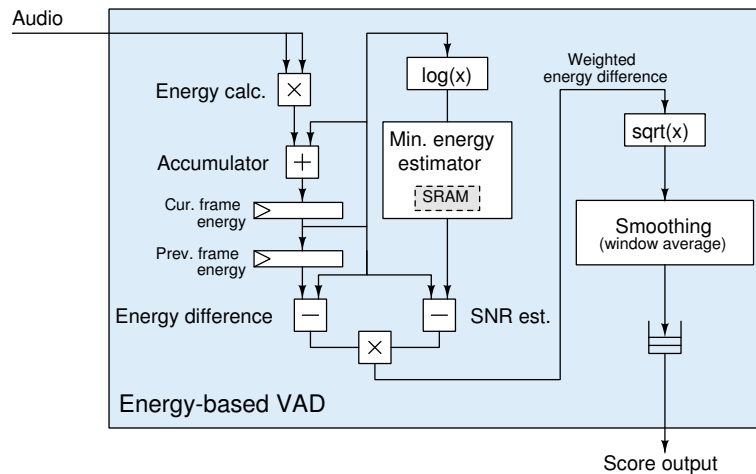 Audio
Energy calc.
×
Accumulator
+
Cur. frame
energy
Prev. frame
energy
Energy difference
−
−
SNR est.
×
log(x)
Min. energy
estimator
SRAM
Weighted
energy difference
sqrt(x)
Smoothing
(window average)
Energy-based VAD
Score output